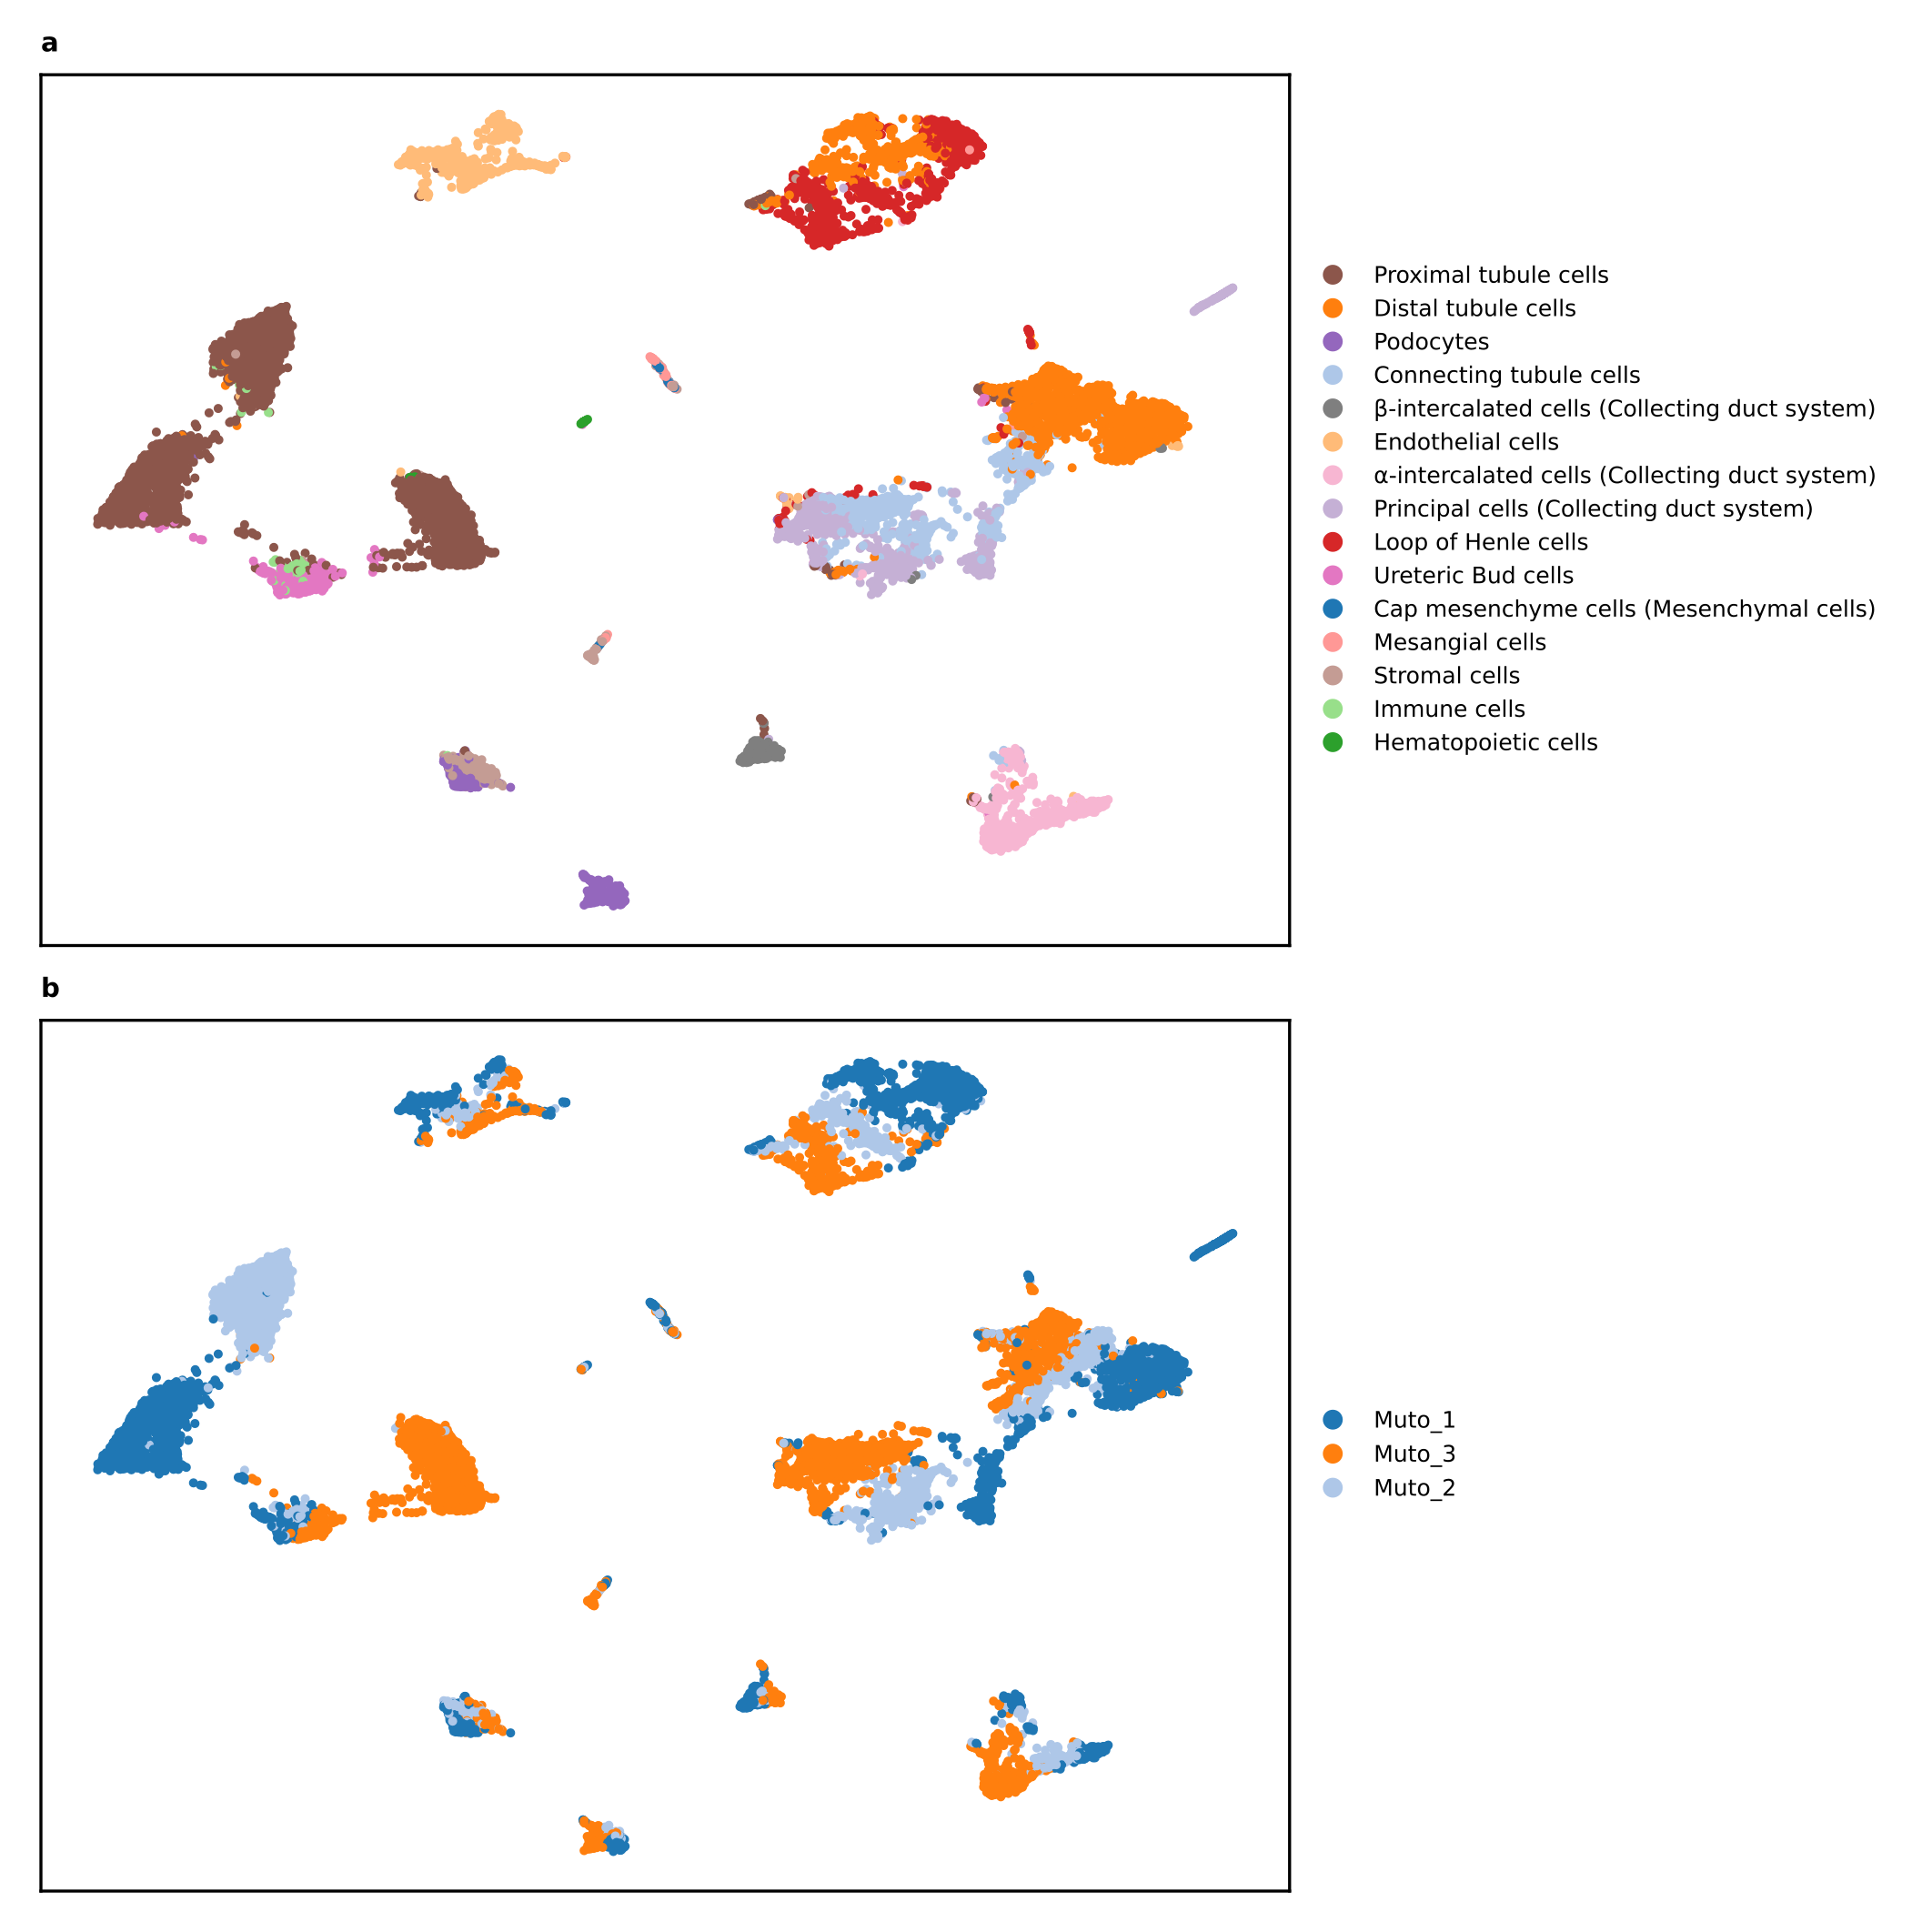 a
Proximal tubule cells
Distal tubule cells
Podocytes
Connecting tubule cells
β-intercalated cells (Collecting duct system)
Endothelial cells
α-intercalated cells (Collecting duct system)
Principal cells (Collecting duct system)
Loop of Henle cells
Ureteric Bud cells
Cap mesenchyme cells (Mesenchymal cells)
Mesangial cells
Stromal cells
Immune cells
Hematopoietic cells
b
Muto_1
Muto_3
Muto_2